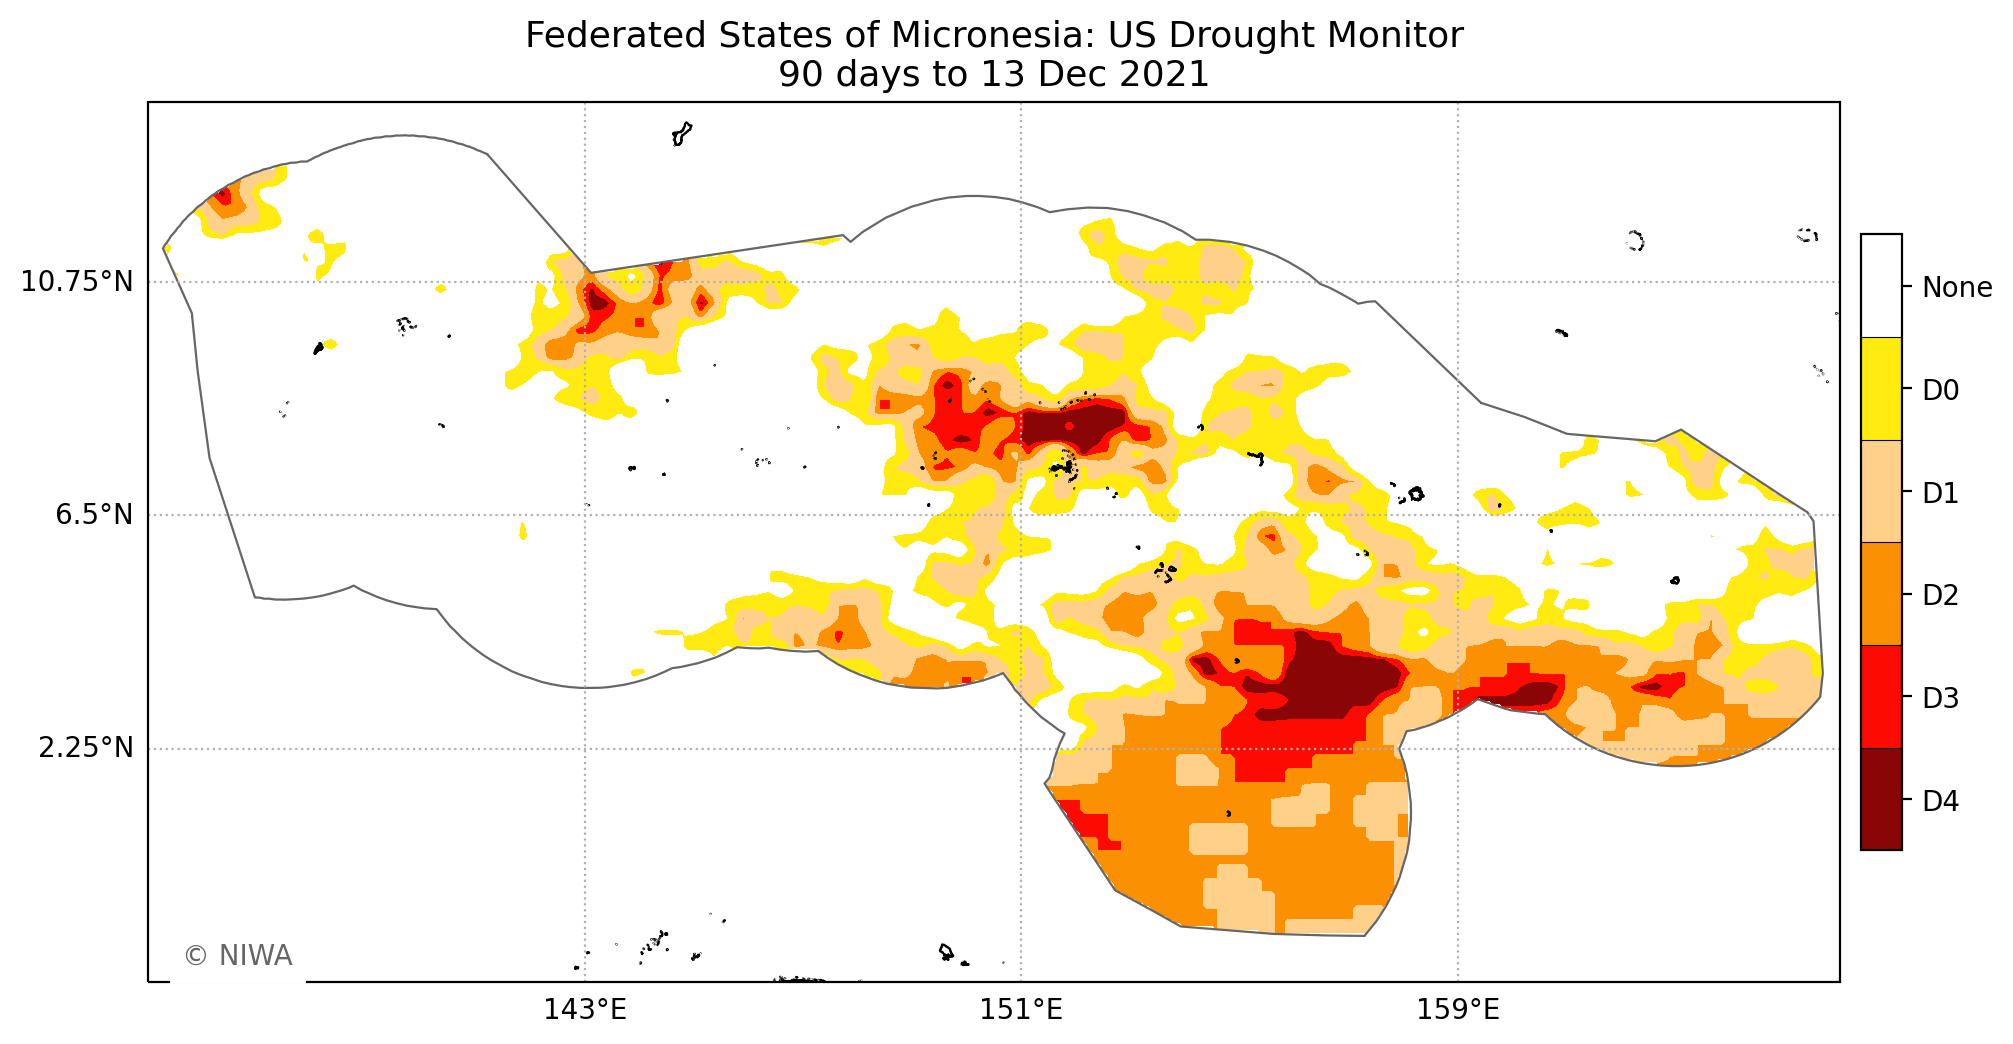 Federated States of Micronesia: US Drought Monitor
90 days to 13 Dec 2021
10.75°N
6.5°N
2.25°N
143°E
151°E
159°E
None
D0
D1
D2
D3
D4
© NIWA